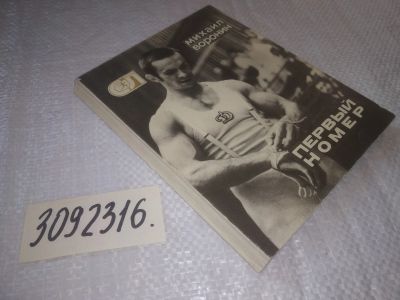 михаил
воронин
ПЕРВЫЙ
НОМЕР
3092316.